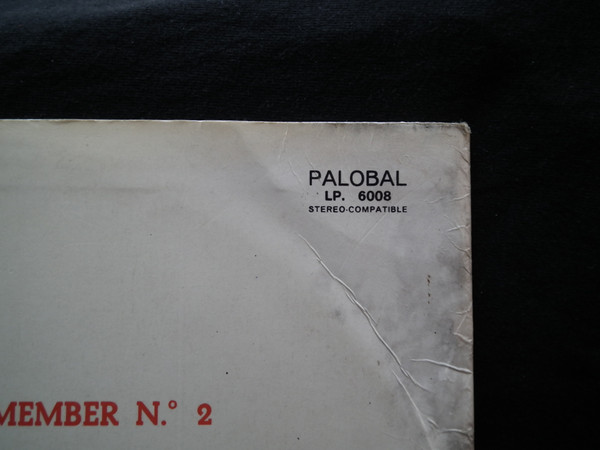 PALOBAL
LP. 6008
STEREO-COMPATIBLE
MEMBER N.º 2